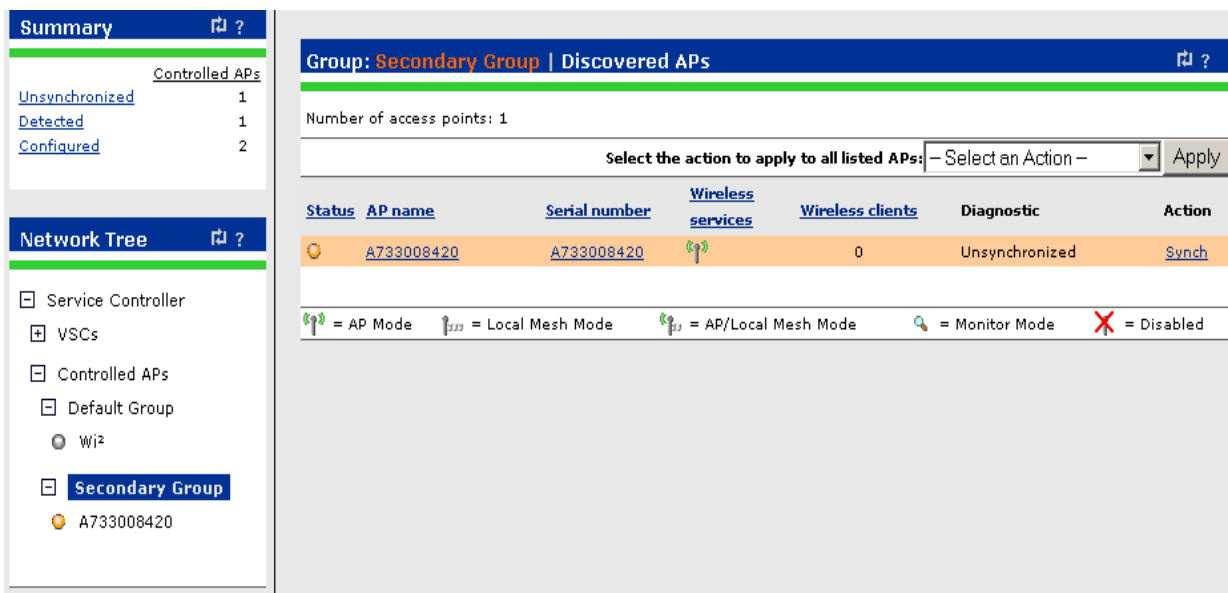 Summary ?
Controlled APs
Unsynchronized 1
Detected 1
Configured 2
Network Tree ?
Service Controller
VSCs
Controlled APs
Default Group
Wi²
Secondary Group
A733008420
Group: Secondary Group | Discovered APs ?
Number of access points: 1
Select the action to apply to all listed APs: -- Select an Action -- Apply
Status AP name Serial number Wireless services Wireless clients Diagnostic Action
A733008420 A733008420 0 Unsynchronized Synch
= AP Mode = Local Mesh Mode = AP/Local Mesh Mode = Monitor Mode = Disabled